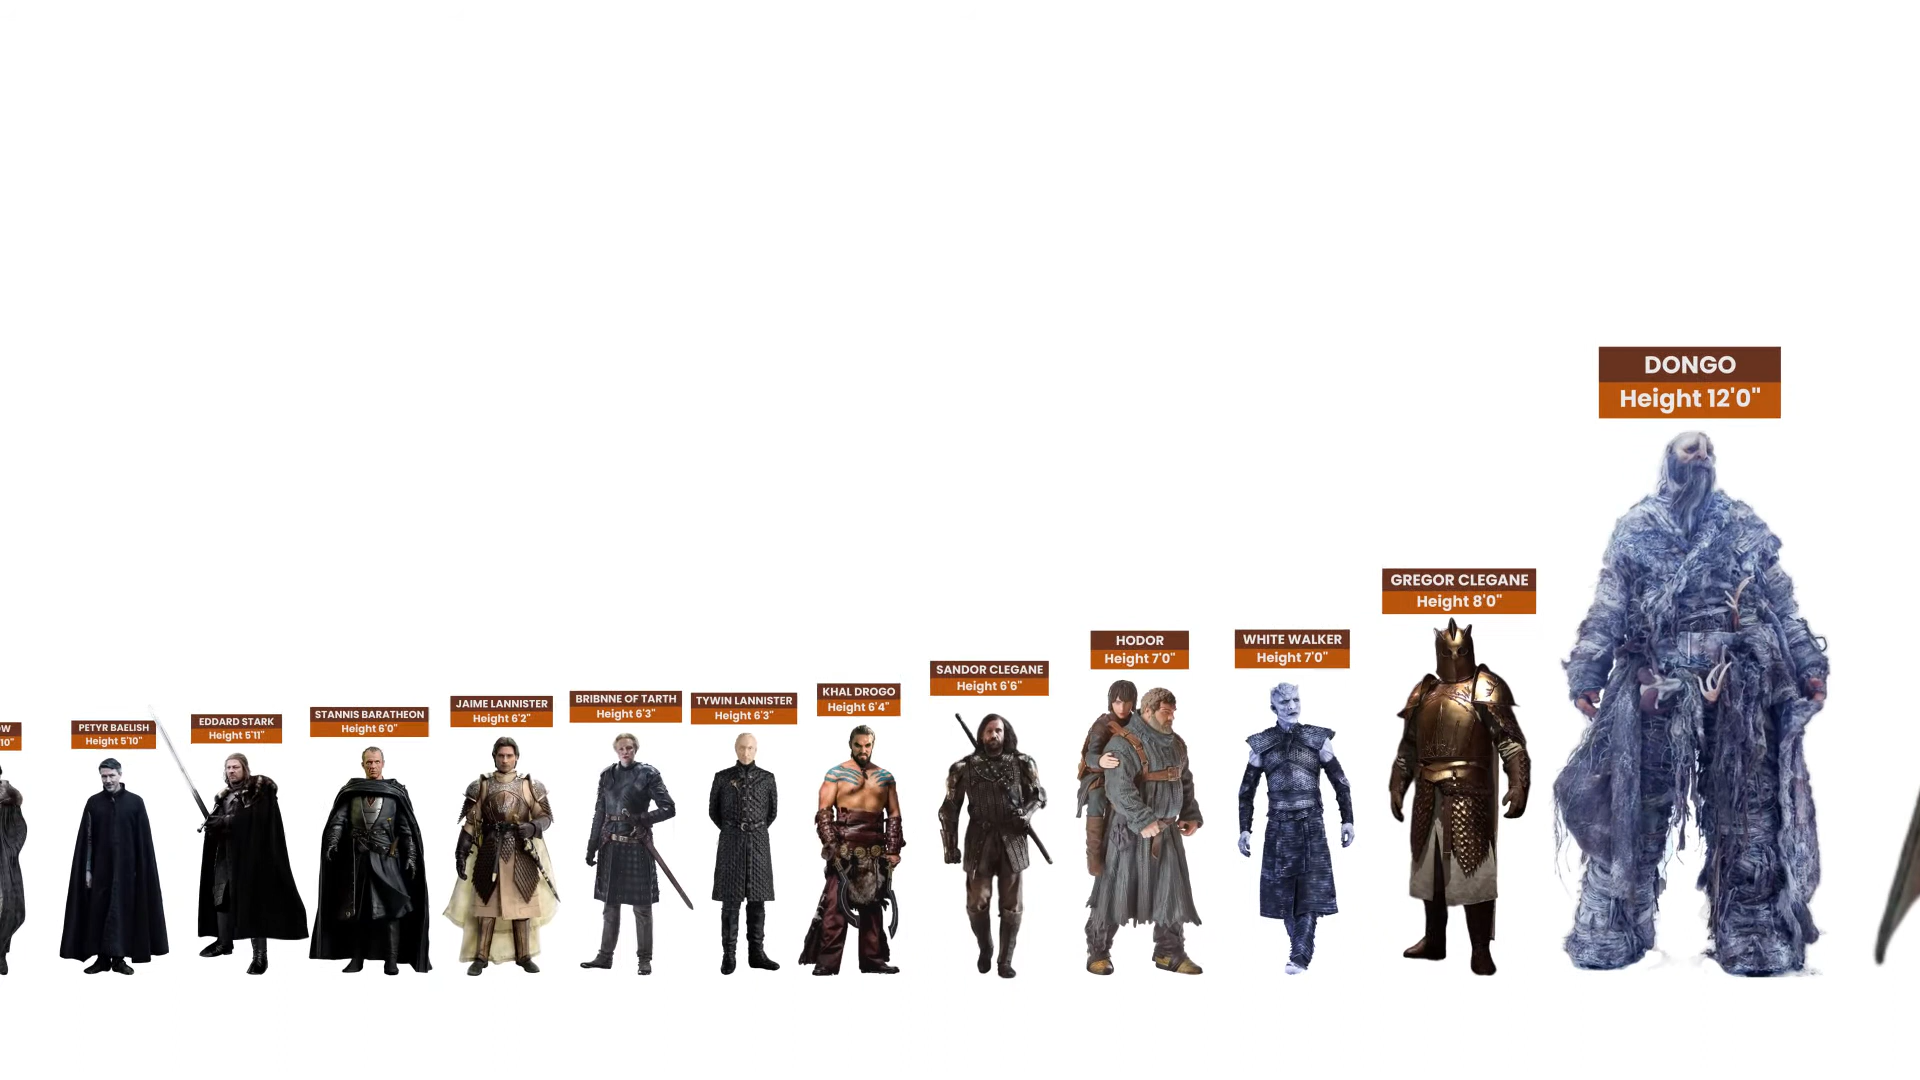 OW
10"
PETYR BAELISH
Height 5'10"
EDDARD STARK
Height 5'11"
STANNIS BARATHEON
Height 6'0"
JAIME LANNISTER
Height 6'2"
BRIBNNE OF TARTH
Height 6'3"
TYWIN LANNISTER
Height 6'3"
KHAL DROGO
Height 6'4"
SANDOR CLEGANE
Height 6'6"
HODOR
Height 7'0"
WHITE WALKER
Height 7'0"
GREGOR CLEGANE
Height 8'0"
DONGO
Height 12'0"